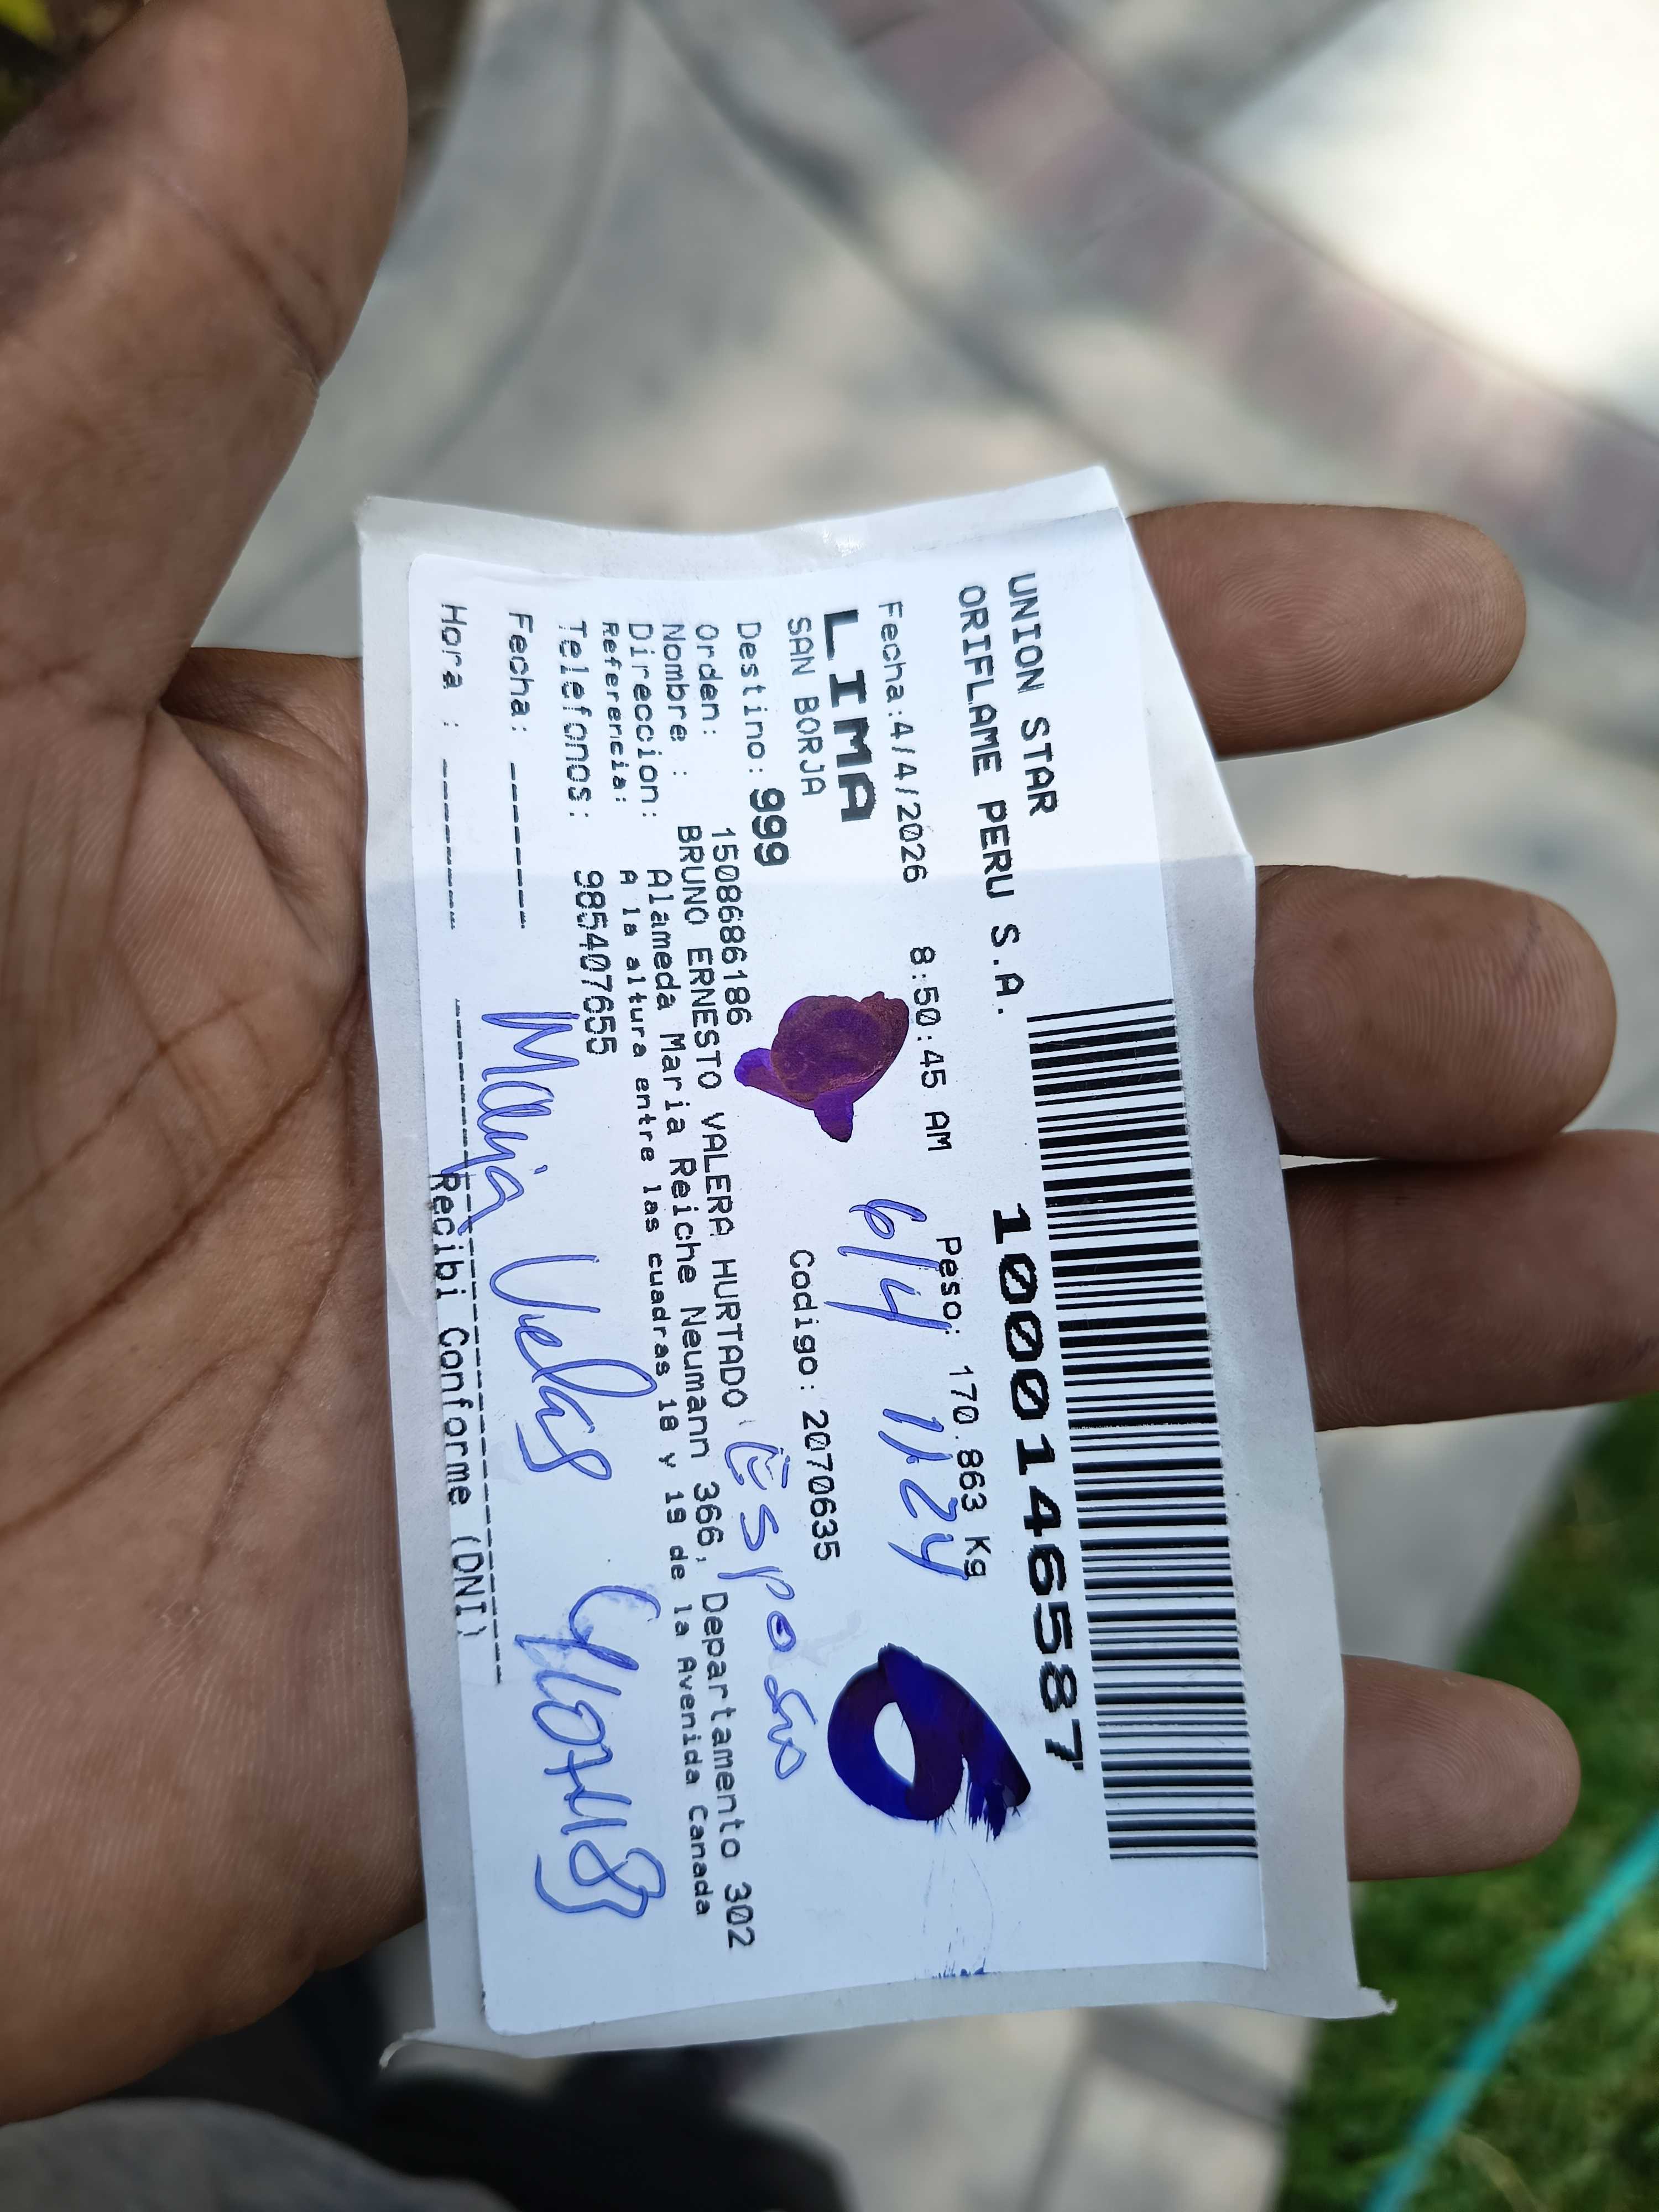 UNION STAR
ORIFLAME PERU S.A.
1000146587
Fecha:4/4/2026 8:50:45 AM Peso: 170.863 Kg
6/4 11:24
LIMA
SAN BORJA
6
Destino: 999 Codigo: 2070635
Orden: 1508686186
Nombre : BRUNO ERNESTO VALERA HURTADO Esposo
Direccion: Alameda Maria Reiche Neumann 366, Departamento 302
Referencia: A la altura entre las cuadras 18 y 19 de la Avenida Canada
Telefonos: 985407655
Fecha: -------
Maria Velas
Hora : --------
Recibi Conforme (DNI)